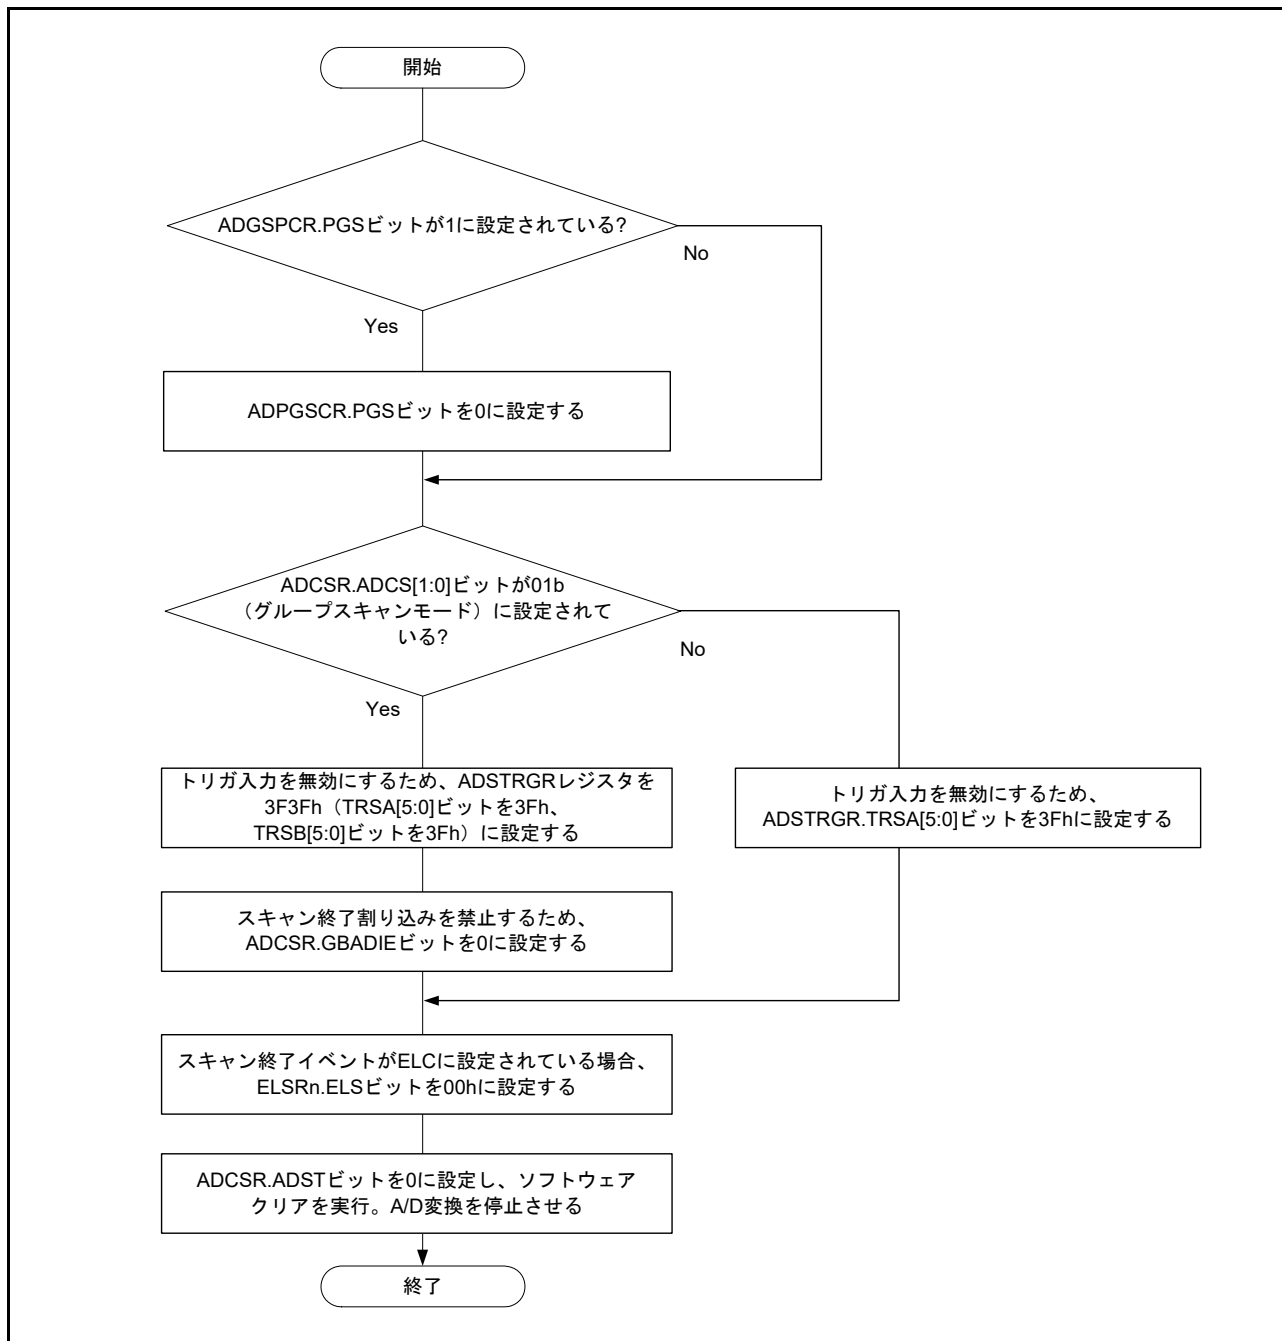 開始
ADGSPCR.PGSビットが1に設定されている?
No
Yes
ADPGSCR.PGSビットを0に設定する
ADCSR.ADCS[1:0]ビットが01b
（グループスキャンモード）に設定されて
いる?
No
Yes
トリガ入力を無効にするため、ADSTRGRレジスタを
3F3Fh（TRSA[5:0]ビットを3Fh、
TRSB[5:0]ビットを3Fh）に設定する
トリガ入力を無効にするため、
ADSTRGR.TRSA[5:0]ビットを3Fhに設定する
スキャン終了割り込みを禁止するため、
ADCSR.GBADIEビットを0に設定する
スキャン終了イベントがELCに設定されている場合、
ELSRn.ELSビットを00hに設定する
ADCSR.ADSTビットを0に設定し、ソフトウェア
クリアを実行。A/D変換を停止させる
終了